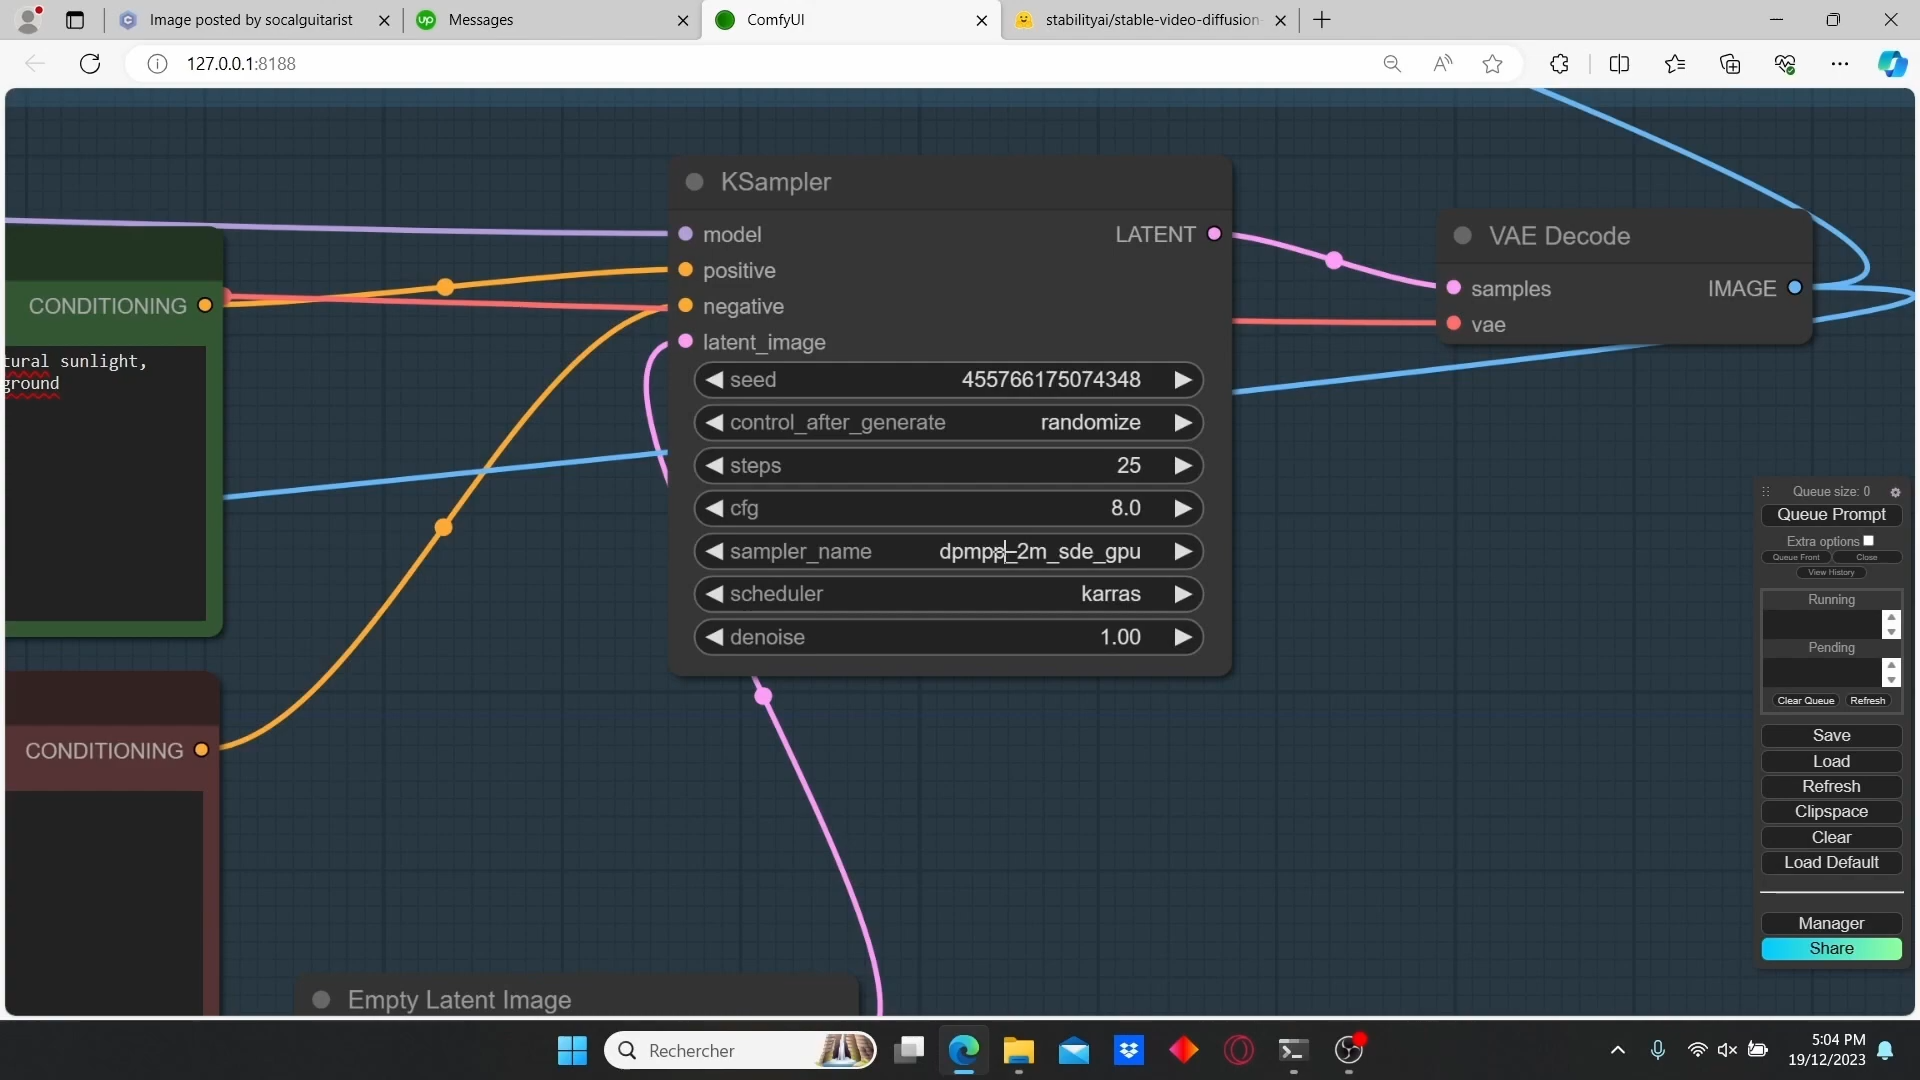 Image posted by socalguitarist
up
Messages
ComfyUI
stabilityai/stable-video-diffusion-
127.0.0.1:8188
KSampler
model
LATENT
positive
negative
latent_image
seed 455766175074348
control_after_generate randomize
steps 25
cfg 8.0
sampler_name dpmpp_2m_sde_gpu
scheduler karras
denoise 1.00
VAE Decode
samples
IMAGE
vae
CONDITIONING
tural sunlight,
ground
CONDITIONING
Empty Latent Image
Queue size: 0
Queue Prompt
Extra options
Queue Front
Close
View History
Running
Pending
Clear Queue
Refresh
Save
Load
Refresh
Clipspace
Clear
Load Default
Manager
Share
Rechercher
5:04 PM
19/12/2023